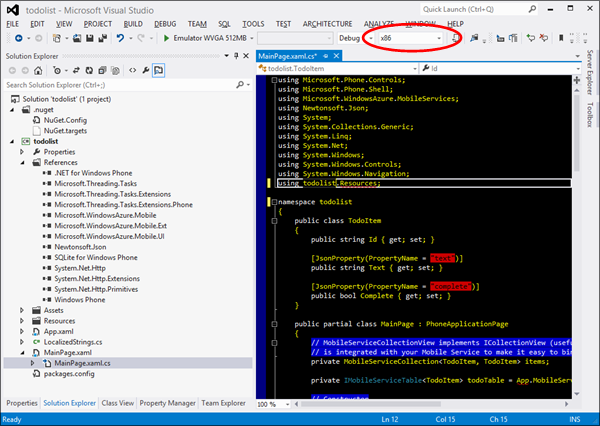 todolist - Microsoft Visual Studio
Quick Launch (Ctrl+Q)
FILE EDIT VIEW PROJECT BUILD DEBUG TEAM SQL TOOLS TEST ARCHITECTURE ANALYZE WINDOW HELP
Emulator WVGA 512MB Debug x86
Solution Explorer
Search Solution Explorer (Ctrl+;)
Solution 'todolist' (1 project)
.nuget
NuGet.Config
NuGet.targets
todolist
Properties
References
.NET for Windows Phone
Microsoft.Threading.Tasks
Microsoft.Threading.Tasks.Extensions
Microsoft.Threading.Tasks.Extensions.Phone
Microsoft.WindowsAzure.Mobile
Microsoft.WindowsAzure.Mobile.Ext
Microsoft.WindowsAzure.Mobile.UI
Newtonsoft.Json
SQLite for Windows Phone
System.Net.Http
System.Net.Http.Extensions
System.Net.Http.Primitives
Windows Phone
Assets
Resources
App.xaml
LocalizedStrings.cs
MainPage.xaml
MainPage.xaml.cs
packages.config
Properties Solution Explorer Class View Property Manager Team Explorer
MainPage.xaml.cs*
todolist.TodoItem Id
using Microsoft.Phone.Controls;
using Microsoft.Phone.Shell;
using Microsoft.WindowsAzure.MobileServices;
using Newtonsoft.Json;
using System;
using System.Collections.Generic;
using System.Linq;
using System.Net;
using System.Windows;
using System.Windows.Controls;
using System.Windows.Navigation;
using todolist.Resources;
namespace todolist
{
public class TodoItem
{
public string Id { get; set; }
[JsonProperty(PropertyName = "text")]
public string Text { get; set; }
[JsonProperty(PropertyName = "complete")]
public bool Complete { get; set; }
}
public partial class MainPage : PhoneApplicationPage
{
// MobileServiceCollectionView implements ICollectionView (usefu
// is integrated with your Mobile Service to make it easy to bin
private MobileServiceCollection<TodoItem, TodoItem> items;
private IMobileServiceTable<TodoItem> todoTable = App.MobileServ
// Constructor
100 %
Server Explorer
Toolbox
Ready Ln 12 Col 15 Ch 15 INS